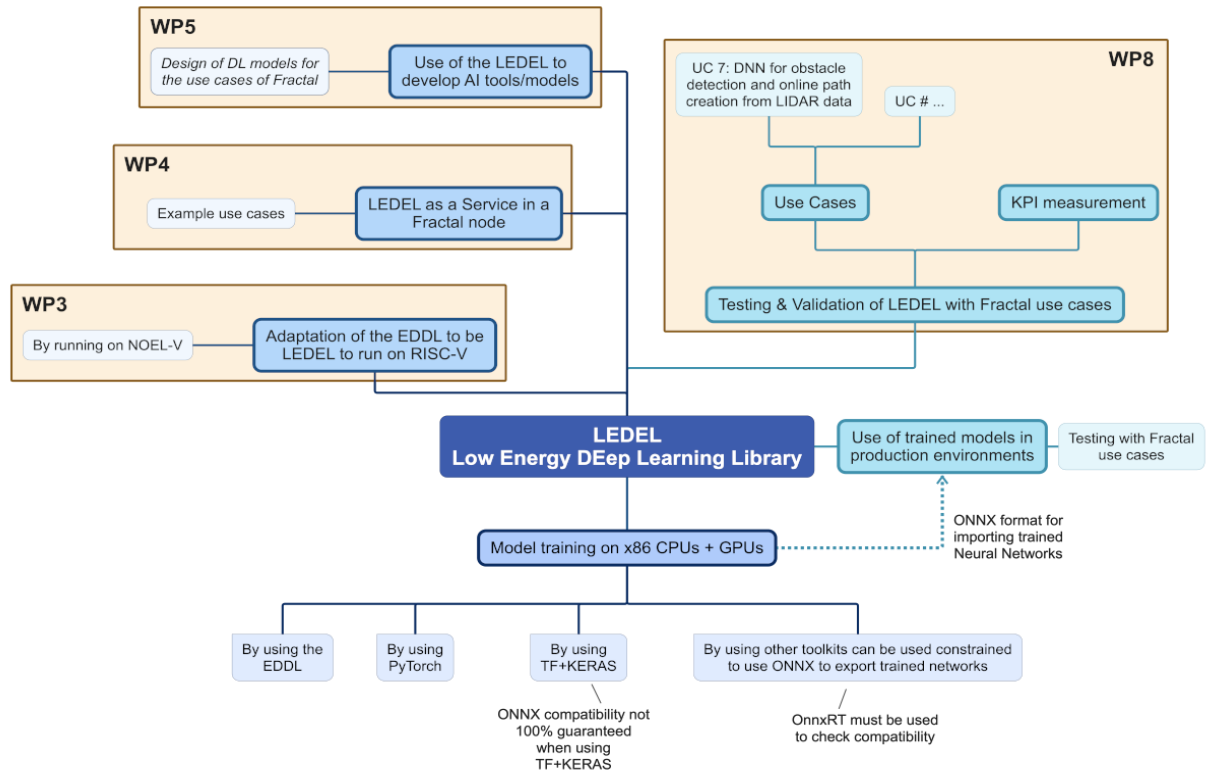 WP5
Design of DL models for
the use cases of Fractal
Use of the LEDEL to
develop AI tools/models
WP8
UC 7: DNN for obstacle
detection and online path
creation from LIDAR data
UC # ...
Use Cases
KPI measurement
Testing & Validation of LEDEL with Fractal use cases
WP4
Example use cases
LEDEL as a Service in a
Fractal node
WP3
By running on NOEL-V
Adaptation of the EDDL to be
LEDEL to run on RISC-V
LEDEL
Low Energy DEep Learning Library
Use of trained models in
production environments
Testing with Fractal
use cases
ONNX format for
importing trained
Neural Networks
Model training on x86 CPUs + GPUs
By using the
EDDL
By using
PyTorch
By using
TF+KERAS
By using other toolkits can be used constrained
to use ONNX to export trained networks
ONNX compatibility not
100% guaranteed
when using
TF+KERAS
OnnxRT must be used
to check compatibility